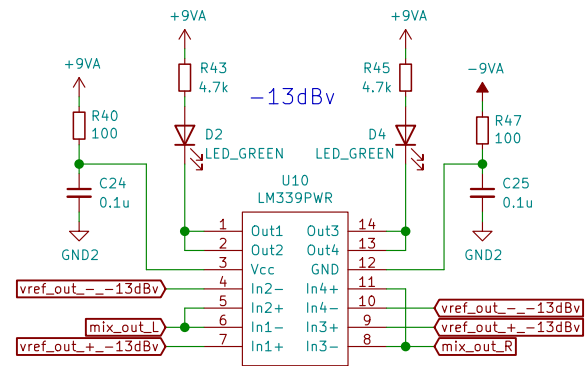 +9VA
+9VA
R43
4.7k
R45
4.7k
-13dBv
+9VA
-9VA
R40
100
R47
100
D2
LED_GREEN
D4
LED_GREEN
C24
0.1u
C25
0.1u
GND2
GND2
U10
LM339PWR
1 Out1 Out3 14
2 Out2 Out4 13
3 Vcc GND 12
4 In2- In4+ 11
5 In2+ In4- 10
6 In1- In3+ 9
7 In1+ In3- 8
vref_out_-_-13dBv
mix_out_L
vref_out_+_-13dBv
vref_out_-_-13dBv
vref_out_+_-13dBv
mix_out_R